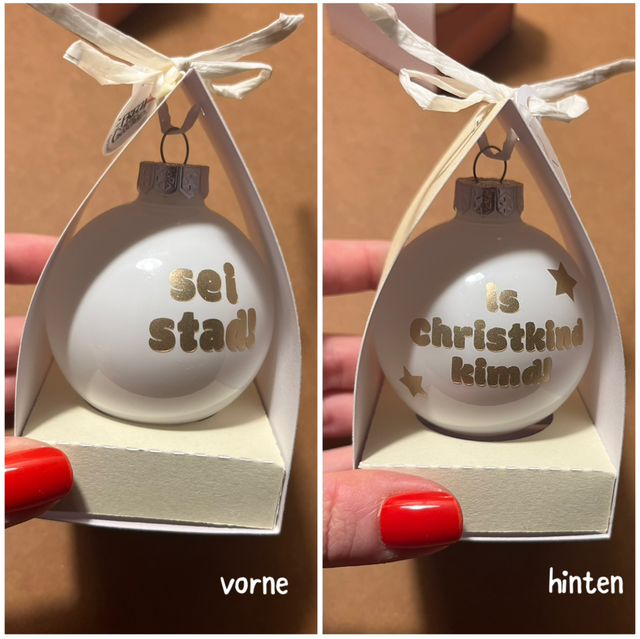 sei
stad!
vorne
is
Christkind
kimd!
hinten